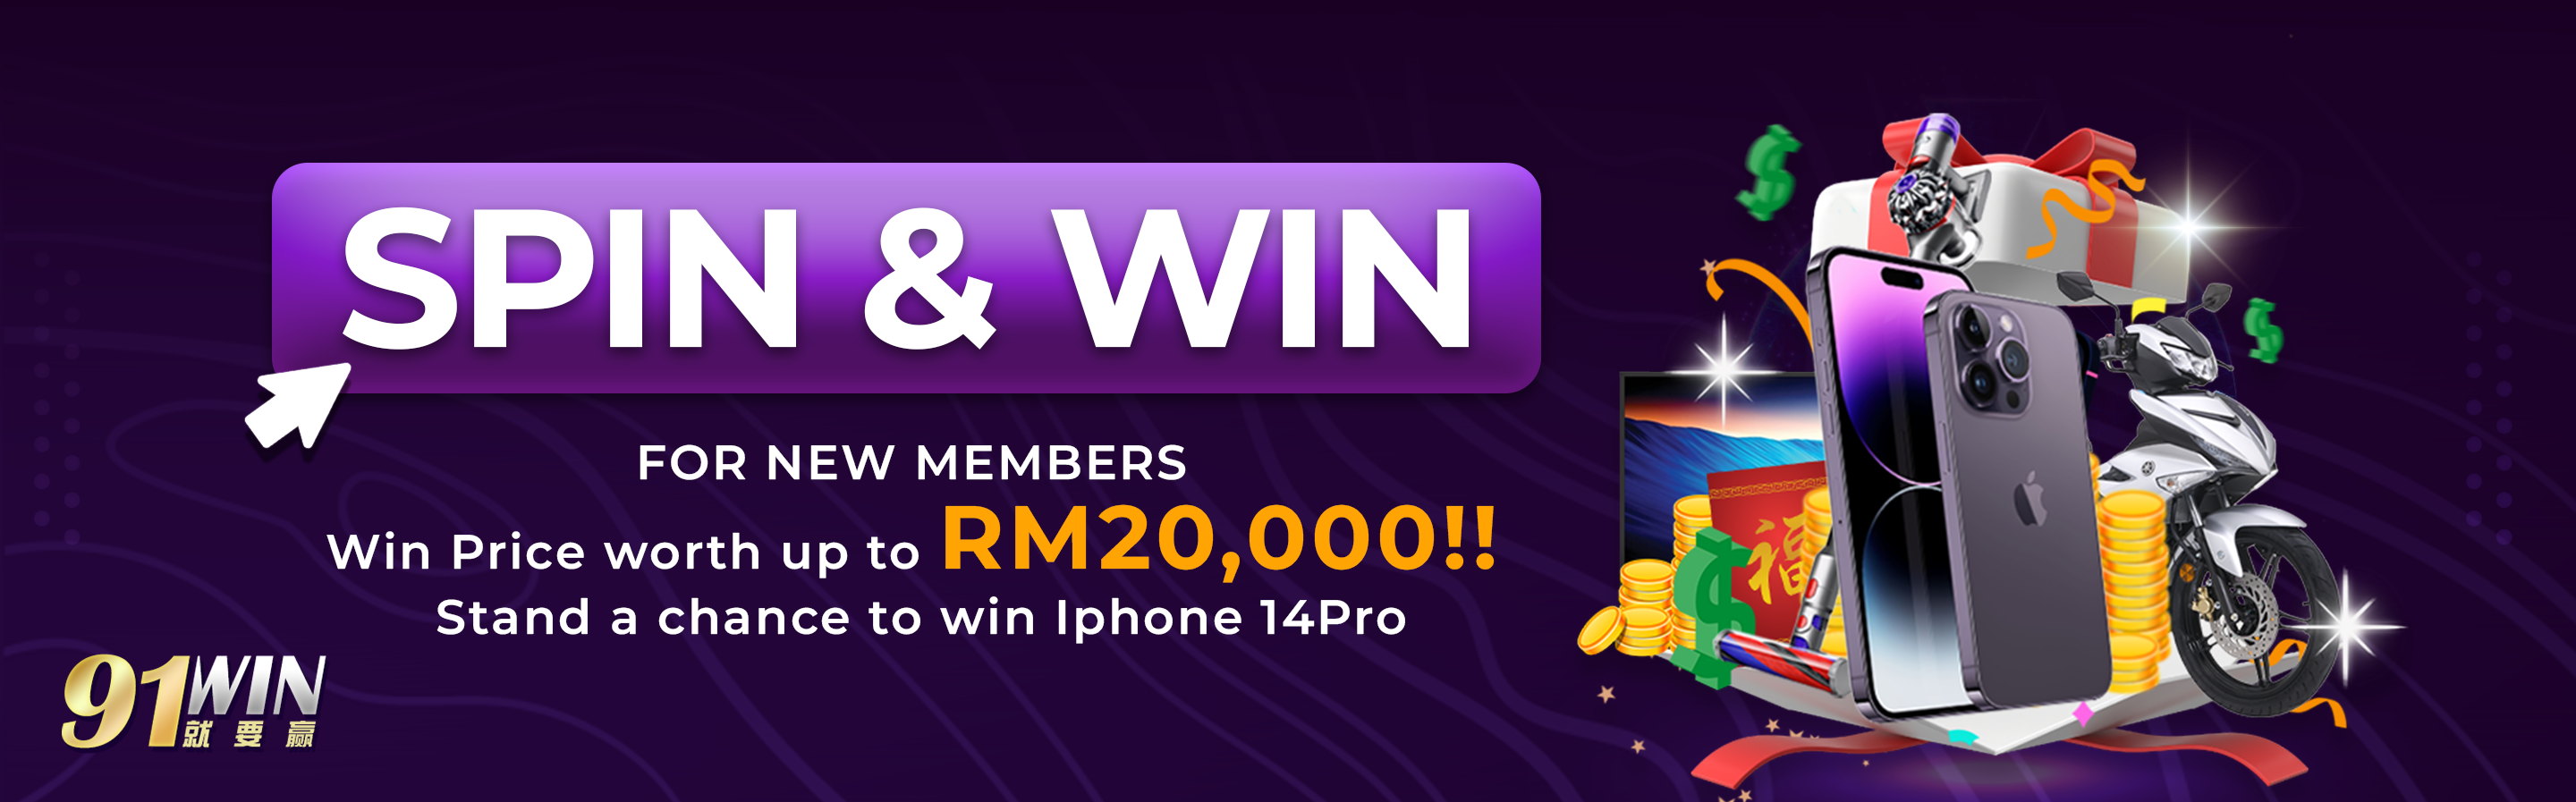 SPIN & WIN
FOR NEW MEMBERS
Win Price worth up to RM20,000!!
Stand a chance to win Iphone 14Pro
91WIN
就要赢
福